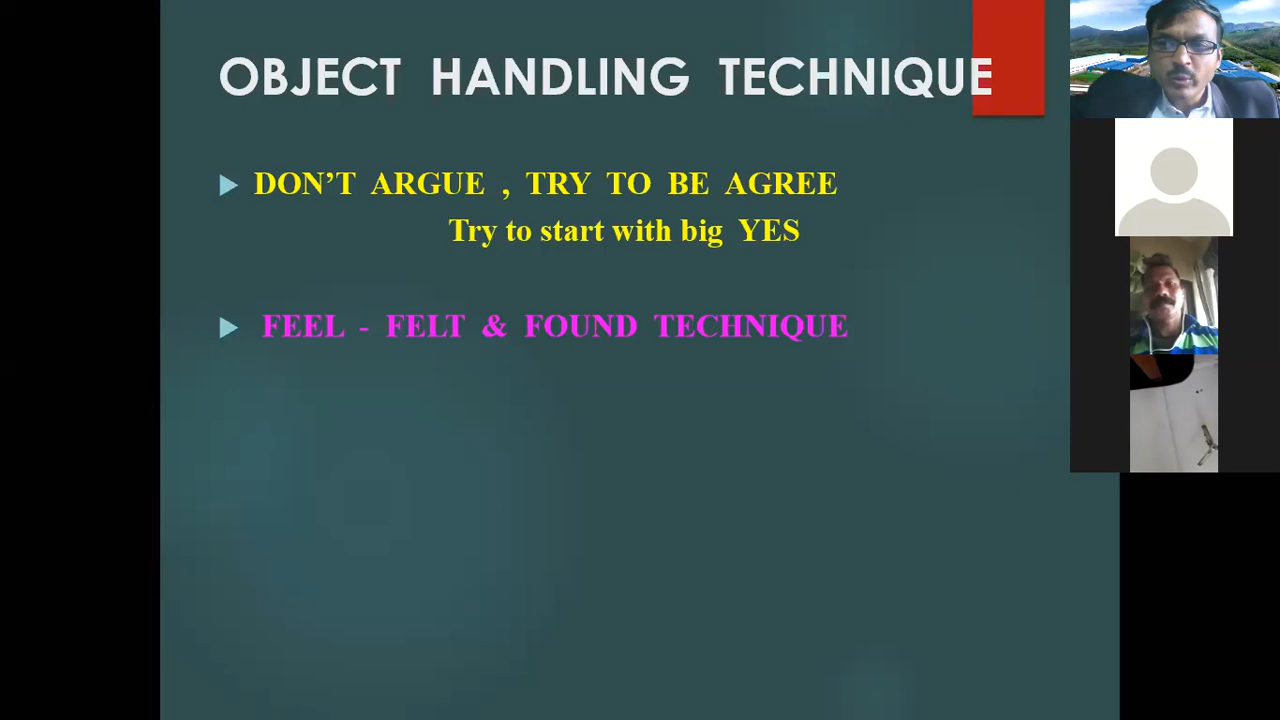 OBJECT HANDLING TECHNIQUE
DON'T ARGUE , TRY TO BE AGREE
Try to start with big YES
FEEL - FELT & FOUND TECHNIQUE